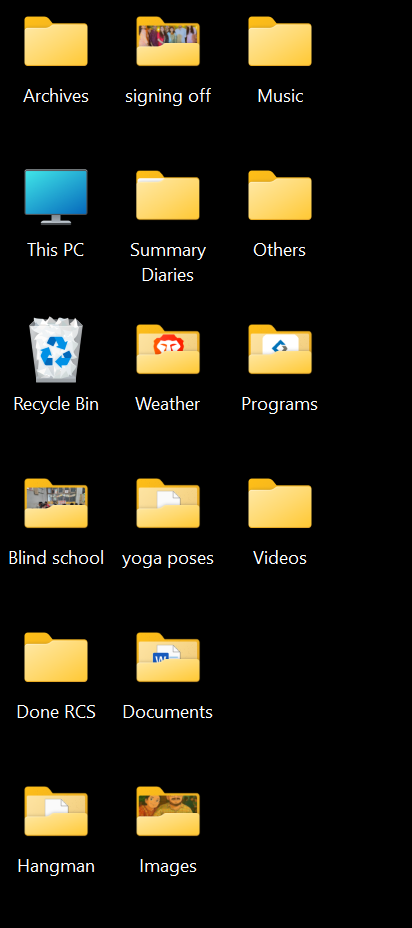 Archives
signing off
Music
This PC
Summary
Diaries
Others
Recycle Bin
Weather
Programs
Blind school
yoga poses
Videos
Done RCS
Documents
Hangman
Images